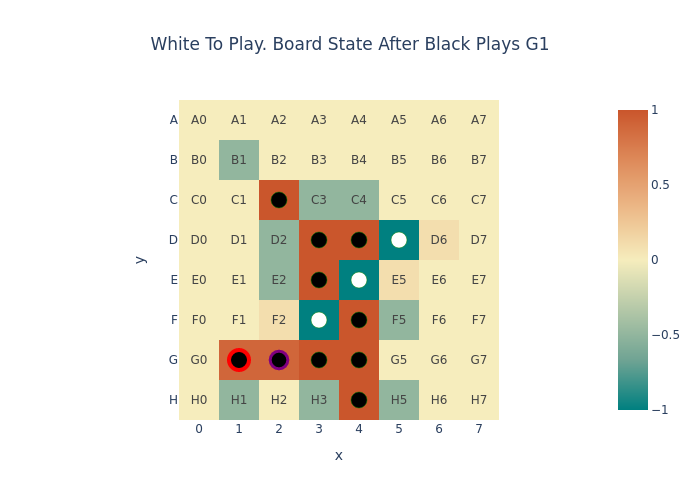 White To Play. Board State After Black Plays G1
A A0 A1 A2 A3 A4 A5 A6 A7
B B0 B1 B2 B3 B4 B5 B6 B7
C C0 C1 C3 C4 C5 C6 C7
D D0 D1 D2 D6 D7
E E0 E1 E2 E5 E6 E7
F F0 F1 F2 F5 F6 F7
G G0 G5 G6 G7
H H0 H1 H2 H3 H5 H6 H7
0 1 2 3 4 5 6 7
x
y
1
0.5
0
−0.5
−1